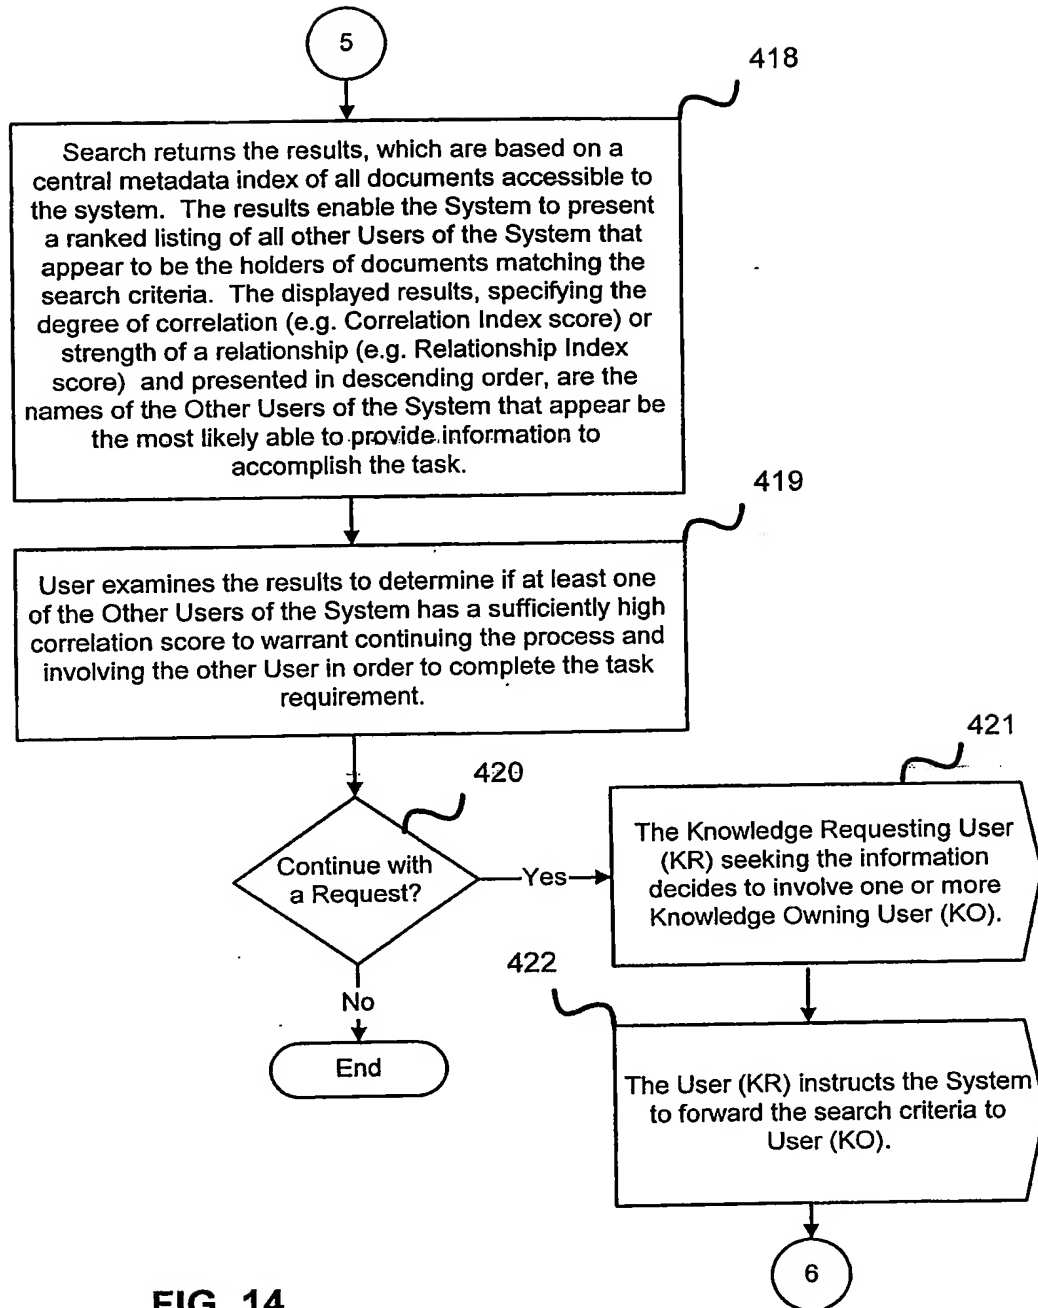 5
418
Search returns the results, which are based on a
central metadata index of all documents accessible to
the system. The results enable the System to present
a ranked listing of all other Users of the System that
appear to be the holders of documents matching the
search criteria. The displayed results, specifying the
degree of correlation (e.g. Correlation Index score) or
strength of a relationship (e.g. Relationship Index
score) and presented in descending order, are the
names of the Other Users of the System that appear be
the most likely able to provide information to
accomplish the task.
419
User examines the results to determine if at least one
of the Other Users of the System has a sufficiently high
correlation score to warrant continuing the process and
involving the other User in order to complete the task
requirement.
420
Continue with
a Request?
Yes
421
The Knowledge Requesting User
(KR) seeking the information
decides to involve one or more
Knowledge Owning User (KO).
No
End
422
The User (KR) instructs the System
to forward the search criteria to
User (KO).
6
FIG. 14